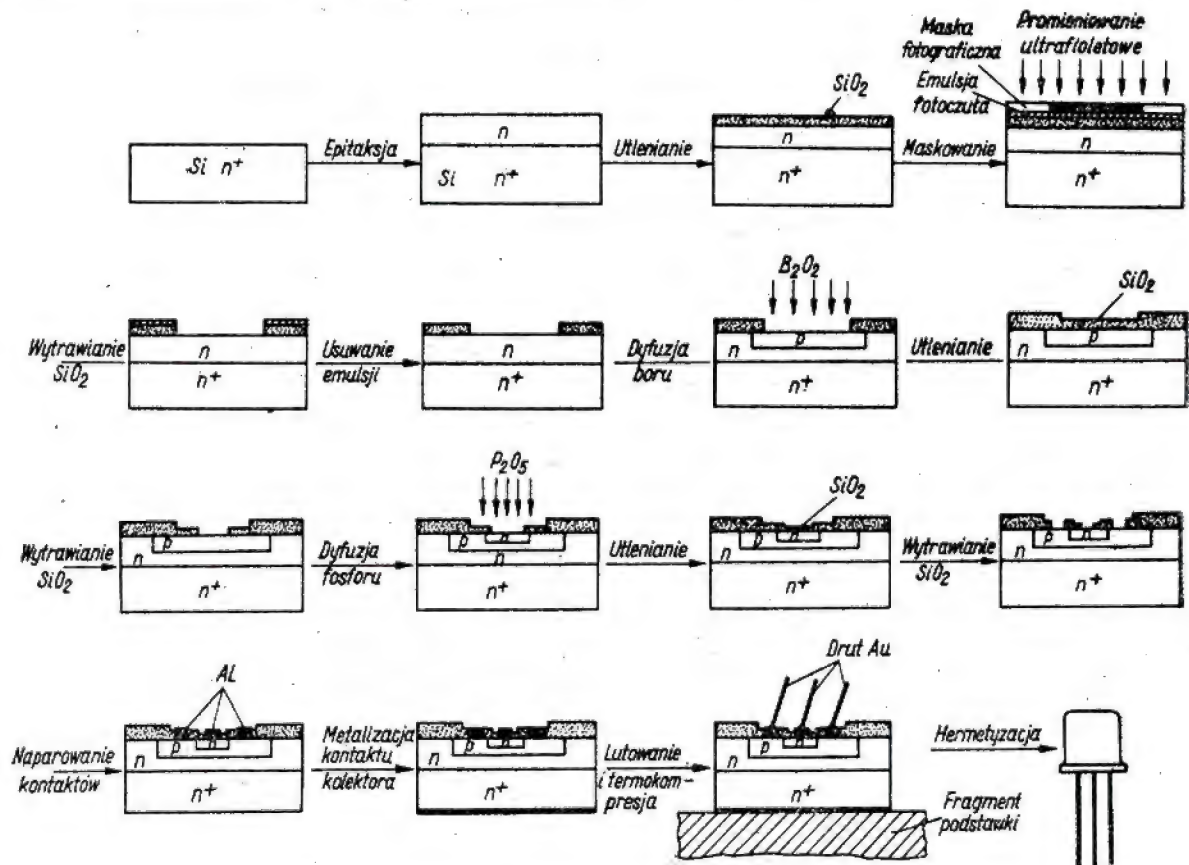 Maska
fotograficzna
Promieniowanie
ultrafioletowe
Emulsja
fotoczuła
SiO₂
Si n⁺
Epitaksja
n
Si n⁺
Utlenianie
n
n⁺
Maskowanie
n
n⁺
B₂O₂
SiO₂
Wytrawianie
SiO₂
n
n⁺
Usuwanie
emulsji
n
n⁺
Dyfuzja
boru
p
n
n⁺
Utlenianie
p
n
n⁺
P₂O₅
SiO₂
Wytrawianie
SiO₂
p
n
n⁺
Dyfuzja
fosforu
p n
n
n⁺
Utlenianie
p n
n
n⁺
Wytrawianie
SiO₂
p n
n
n⁺
AL
Drut Au
Naparowanie
kontaktów
p n
n
n⁺
Metalizacja
kontaktu
kolektora
p n
n
n⁺
Lutowanie
i termokom-
presja
p n
n
n⁺
Hermetyzacja
Fragment
podstawki